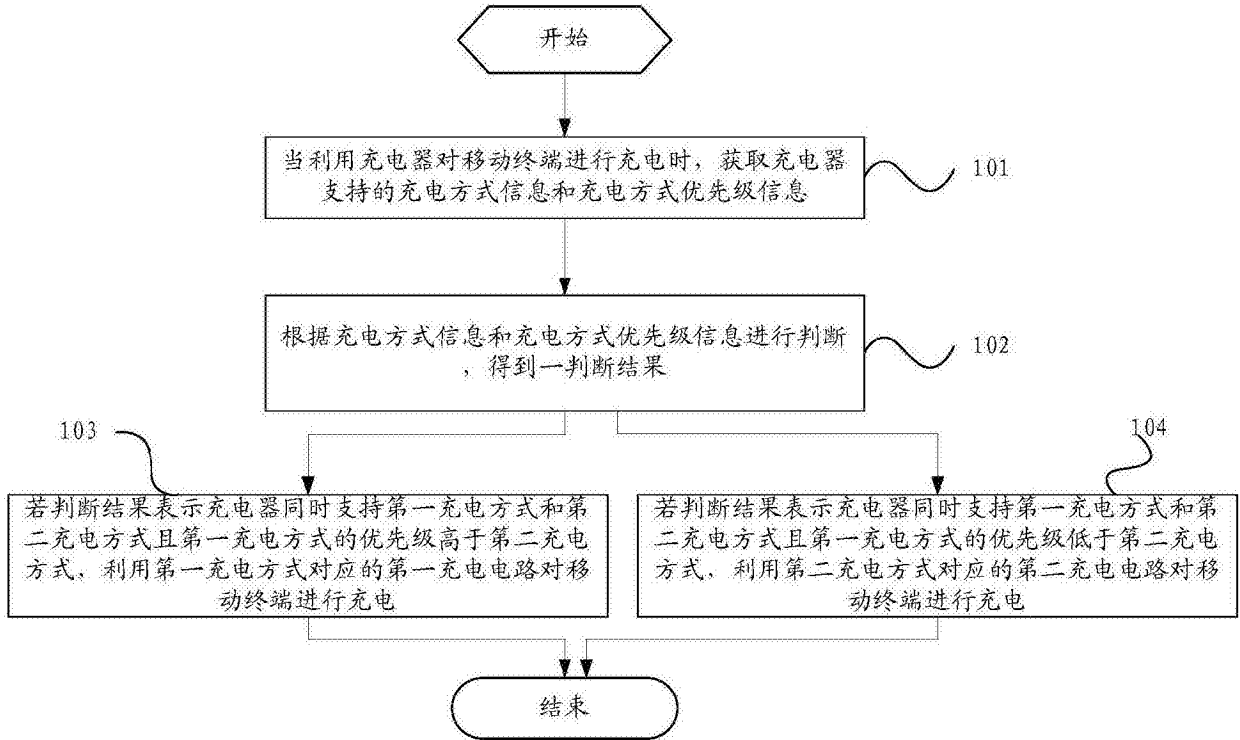 开始
当利用充电器对移动终端进行充电时，获取充电器
支持的充电方式信息和充电方式优先级信息
101
根据充电方式信息和充电方式优先级信息进行判断
，得到一判断结果
102
103
若判断结果表示充电器同时支持第一充电方式和第
二充电方式且第一充电方式的优先级高于第二充电
方式，利用第一充电方式对应的第一充电电路对移
动终端进行充电
104
若判断结果表示充电器同时支持第一充电方式和第
二充电方式且第一充电方式的优先级低于第二充电
方式，利用第二充电方式对应的第二充电电路对移
动终端进行充电
结束